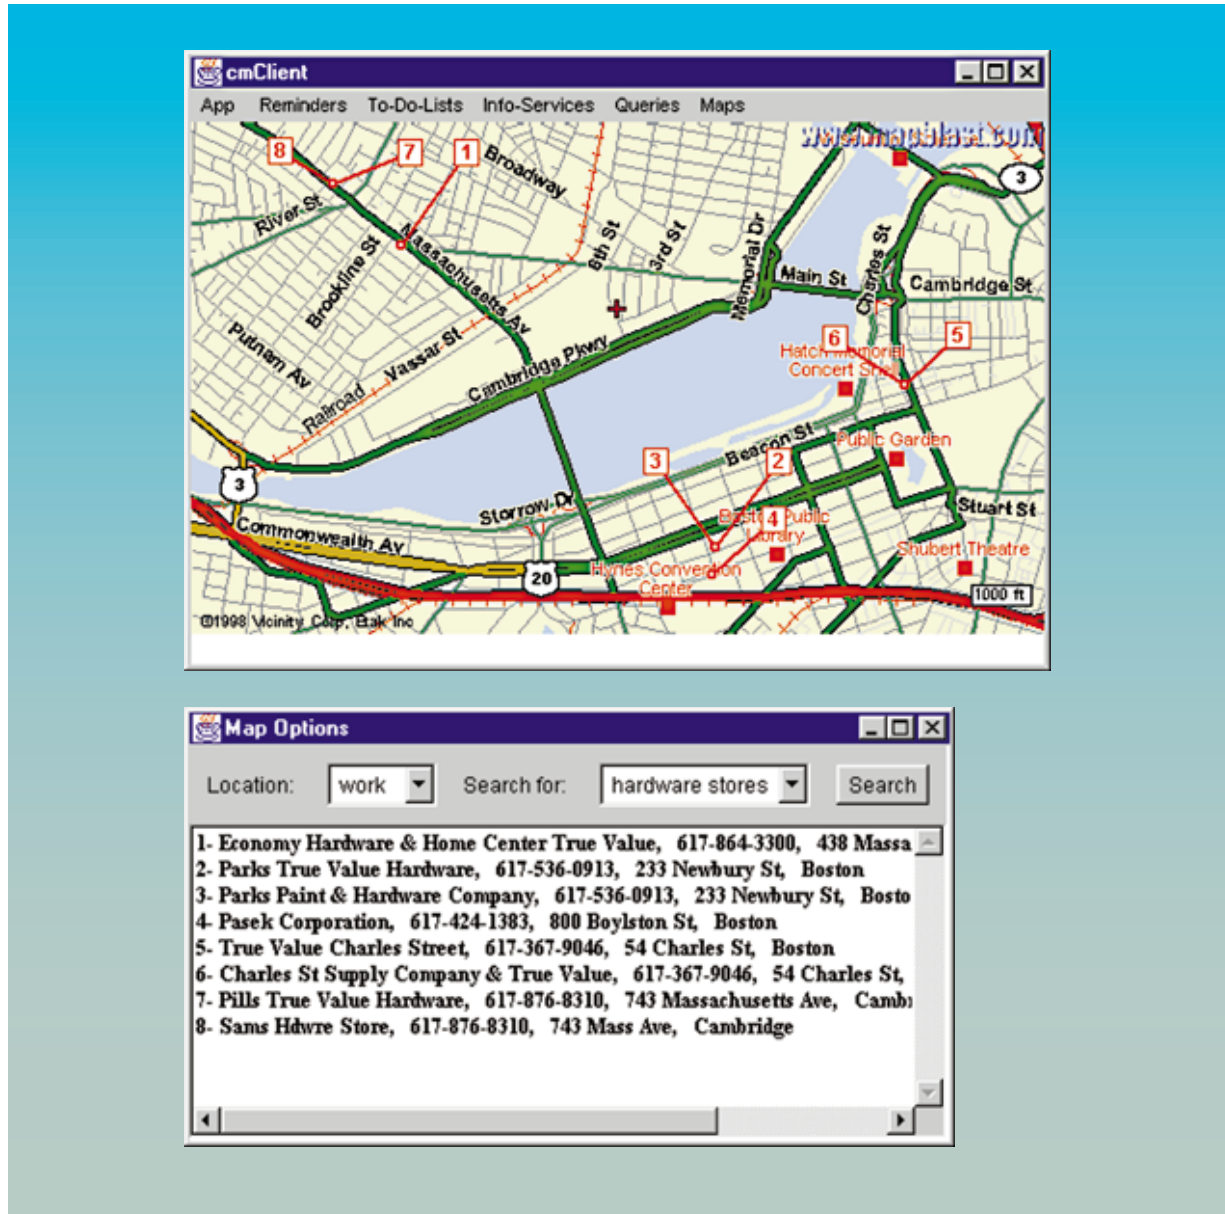 cmClient
App Reminders To-Do-Lists Info-Services Queries Maps
www.mapblast.com
8
7
1
Broadway
3
River St
Massachusetts Av
Brookline St
6th St
3rd St
Memorial Dr
Main St
Charles St
Cambridge St
Putnam Av
Vassar St
Railroad
Cambridge Pkwy
6
5
Hatch Memorial
Concert Shell
Beacon St
Public Garden
3
3
2
Storrow Dr
4
Stuart St
Boston Public
Library
Commonwealth Av
Shubert Theatre
20
Hynes Convention
Center
1000 ft
©1998 Vicinity Corp, Etak Inc
Map Options
Location: work Search for: hardware stores Search
1- Economy Hardware & Home Center True Value, 617-864-3300, 438 Massa
2- Parks True Value Hardware, 617-536-0913, 233 Newbury St, Boston
3- Parks Paint & Hardware Company, 617-536-0913, 233 Newbury St, Bosto
4- Pasek Corporation, 617-424-1383, 800 Boylston St, Boston
5- True Value Charles Street, 617-367-9046, 54 Charles St, Boston
6- Charles St Supply Company & True Value, 617-367-9046, 54 Charles St,
7- Pills True Value Hardware, 617-876-8310, 743 Massachusetts Ave, Camb
8- Sams Hdwre Store, 617-876-8310, 743 Mass Ave, Cambridge